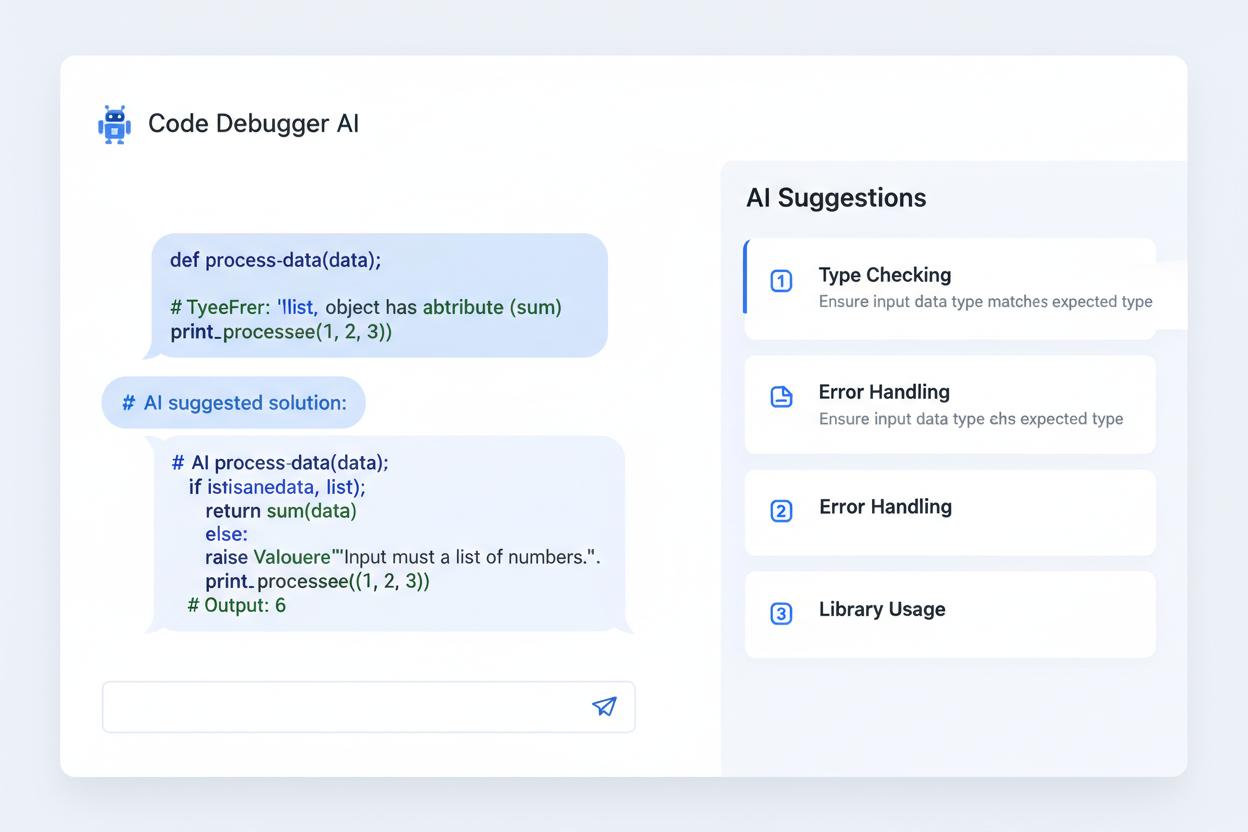 Code Debugger AI
def process-data(data);
# TyeeFrer: 'llist, object has abtribute (sum)
print_processee(1, 2, 3))
# AI suggested solution:
# AI process-data(data);
if istisanedata, list);
return sum(data)
else:
raise Valouere"'Input must a list of numbers.".
print_processee((1, 2, 3))
# Output: 6
AI Suggestions
1 Type Checking
Ensure input data type matches expected type
Error Handling
Ensure input data type chs expected type
2 Error Handling
3 Library Usage